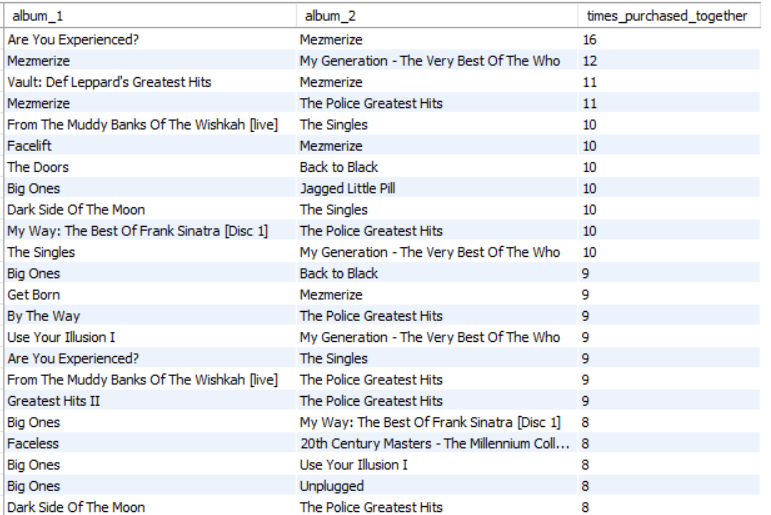 album_1 album_2 times_purchased_together
Are You Experienced? Mezmerize 16
Mezmerize My Generation - The Very Best Of The Who 12
Vault: Def Leppard's Greatest Hits Mezmerize 11
Mezmerize The Police Greatest Hits 11
From The Muddy Banks Of The Wishkah [live] The Singles 10
Facelift Mezmerize 10
The Doors Back to Black 10
Big Ones Jagged Little Pill 10
Dark Side Of The Moon The Singles 10
My Way: The Best Of Frank Sinatra [Disc 1] The Police Greatest Hits 10
The Singles My Generation - The Very Best Of The Who 10
Big Ones Back to Black 9
Get Born Mezmerize 9
By The Way The Police Greatest Hits 9
Use Your Illusion I My Generation - The Very Best Of The Who 9
Are You Experienced? The Singles 9
From The Muddy Banks Of The Wishkah [live] The Police Greatest Hits 9
Greatest Hits II The Police Greatest Hits 9
Big Ones My Way: The Best Of Frank Sinatra [Disc 1] 8
Faceless 20th Century Masters - The Millennium Coll... 8
Big Ones Use Your Illusion I 8
Big Ones Unplugged 8
Dark Side Of The Moon The Police Greatest Hits 8